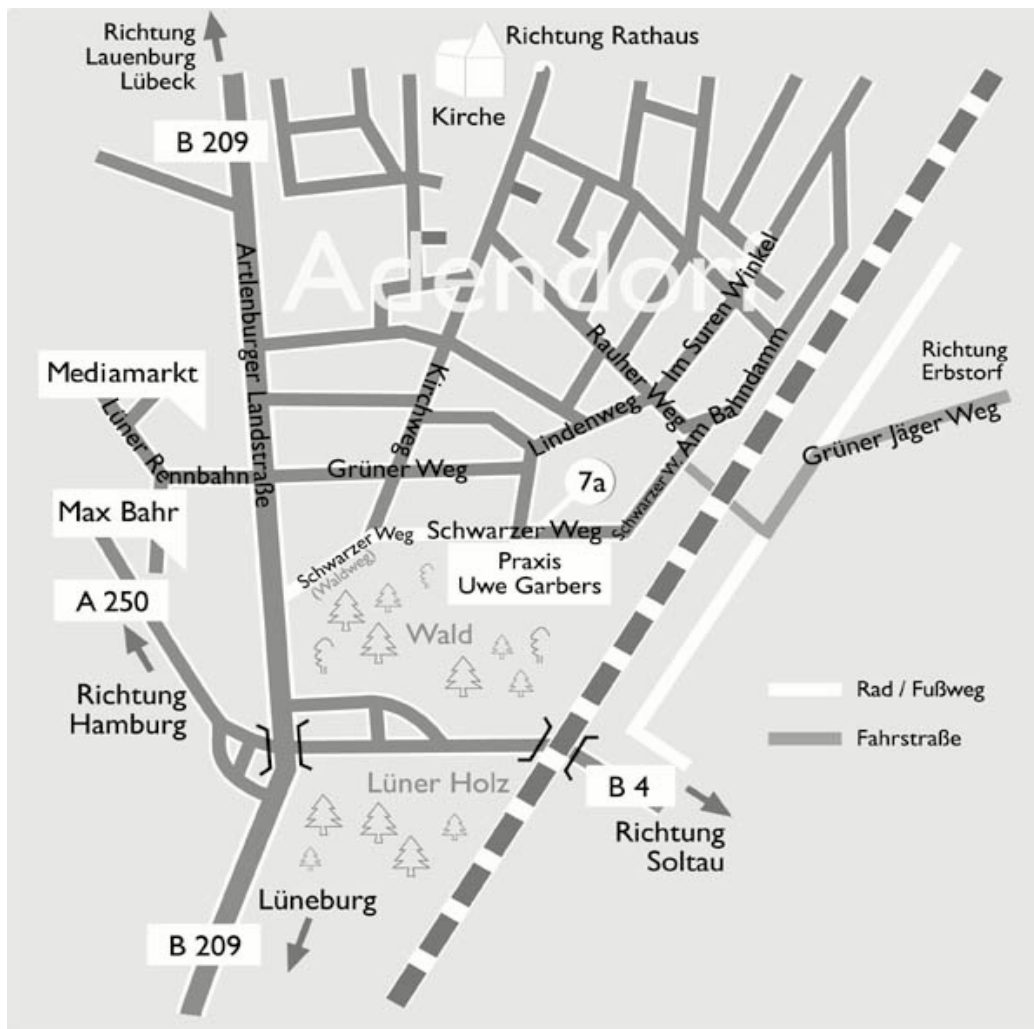 Richtung
Lauenburg
Lübeck
Richtung Rathaus
Kirche
B 209
Adendorf
Artlenburger Landstraße
Mediamarkt
Lüner Rennbahn
Kirchweg
Rauher Weg
Im Suren Winkel
Lindenweg
Am Bahndamm
Richtung
Erbstorf
Grüner Jäger Weg
Grüner Weg
7a
Schwarzer w.
Max Bahr
Schwarzer Weg
(Waldweg)
Schwarzer Weg
Praxis
Uwe Garbers
A 250
Wald
Richtung
Hamburg
Rad / Fußweg
Fahrstraße
Lüner Holz
B 4
Richtung
Soltau
Lüneburg
B 209